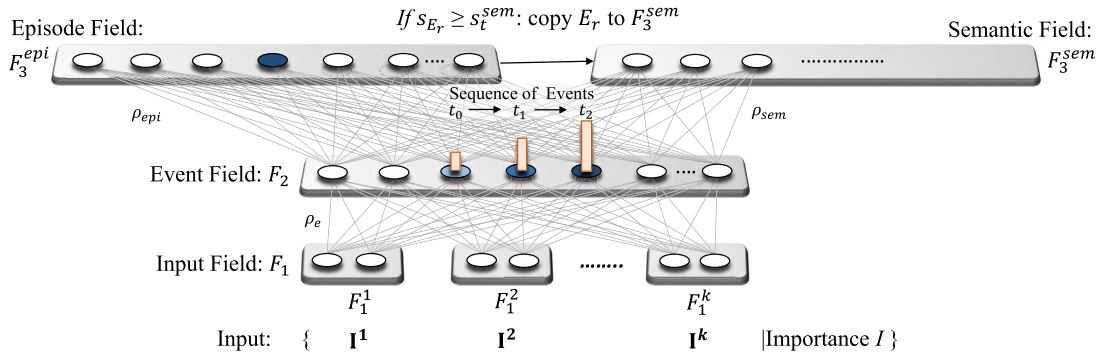 If s_{E_r} ≥ s_t^{sem}: copy E_r to F_3^{sem}
Episode Field:
F_3^{epi}
Semantic Field:
F_3^{sem}
Sequence of Events
t_0 t_1 t_2
ρ_{epi}
ρ_{sem}
Event Field: F_2
ρ_e
Input Field: F_1
F_1^1 F_1^2 F_1^k
Input: { I^1 I^2 I^k |Importance I }